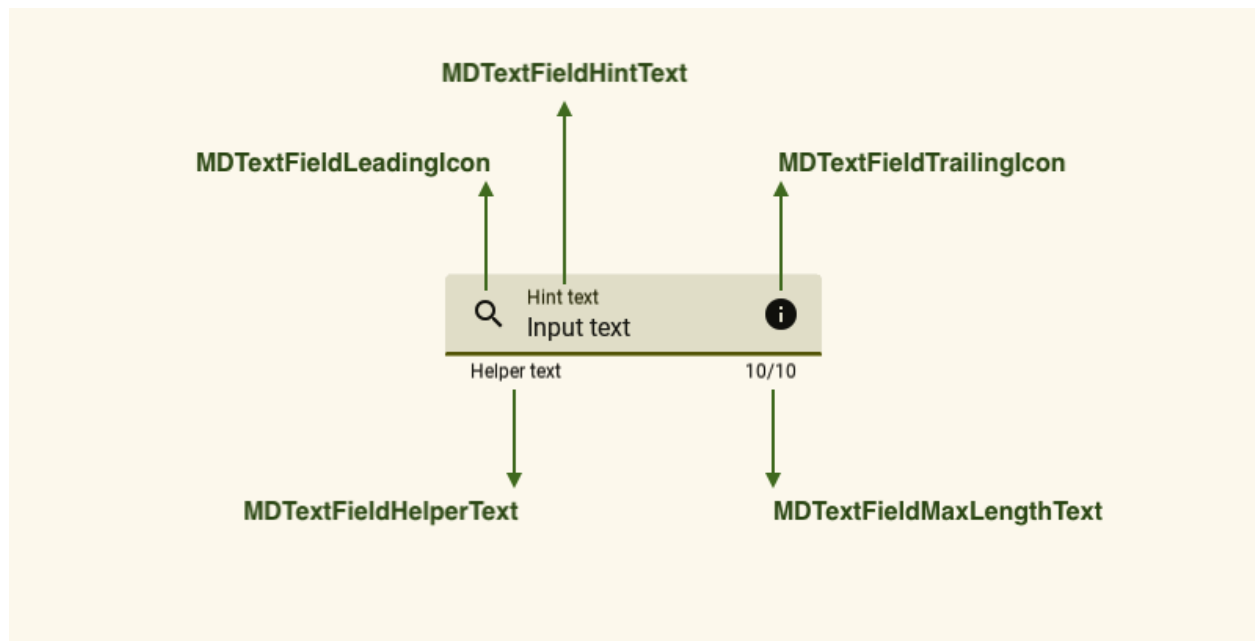 MDTextFieldHintText
MDTextFieldLeadingIcon
MDTextFieldTrailingIcon
Hint text
Input text
Helper text
10/10
MDTextFieldHelperText
MDTextFieldMaxLengthText